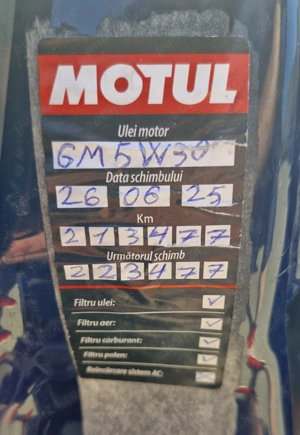 MOTUL
Ulei motor
GM5W30
Data schimbului
26 06 25
Km
213477
Următorul schimb
223477
Filtru ulei:
Filtru aer:
Filtru carburant:
Filtru polen:
Reîncărcare sistem AC: